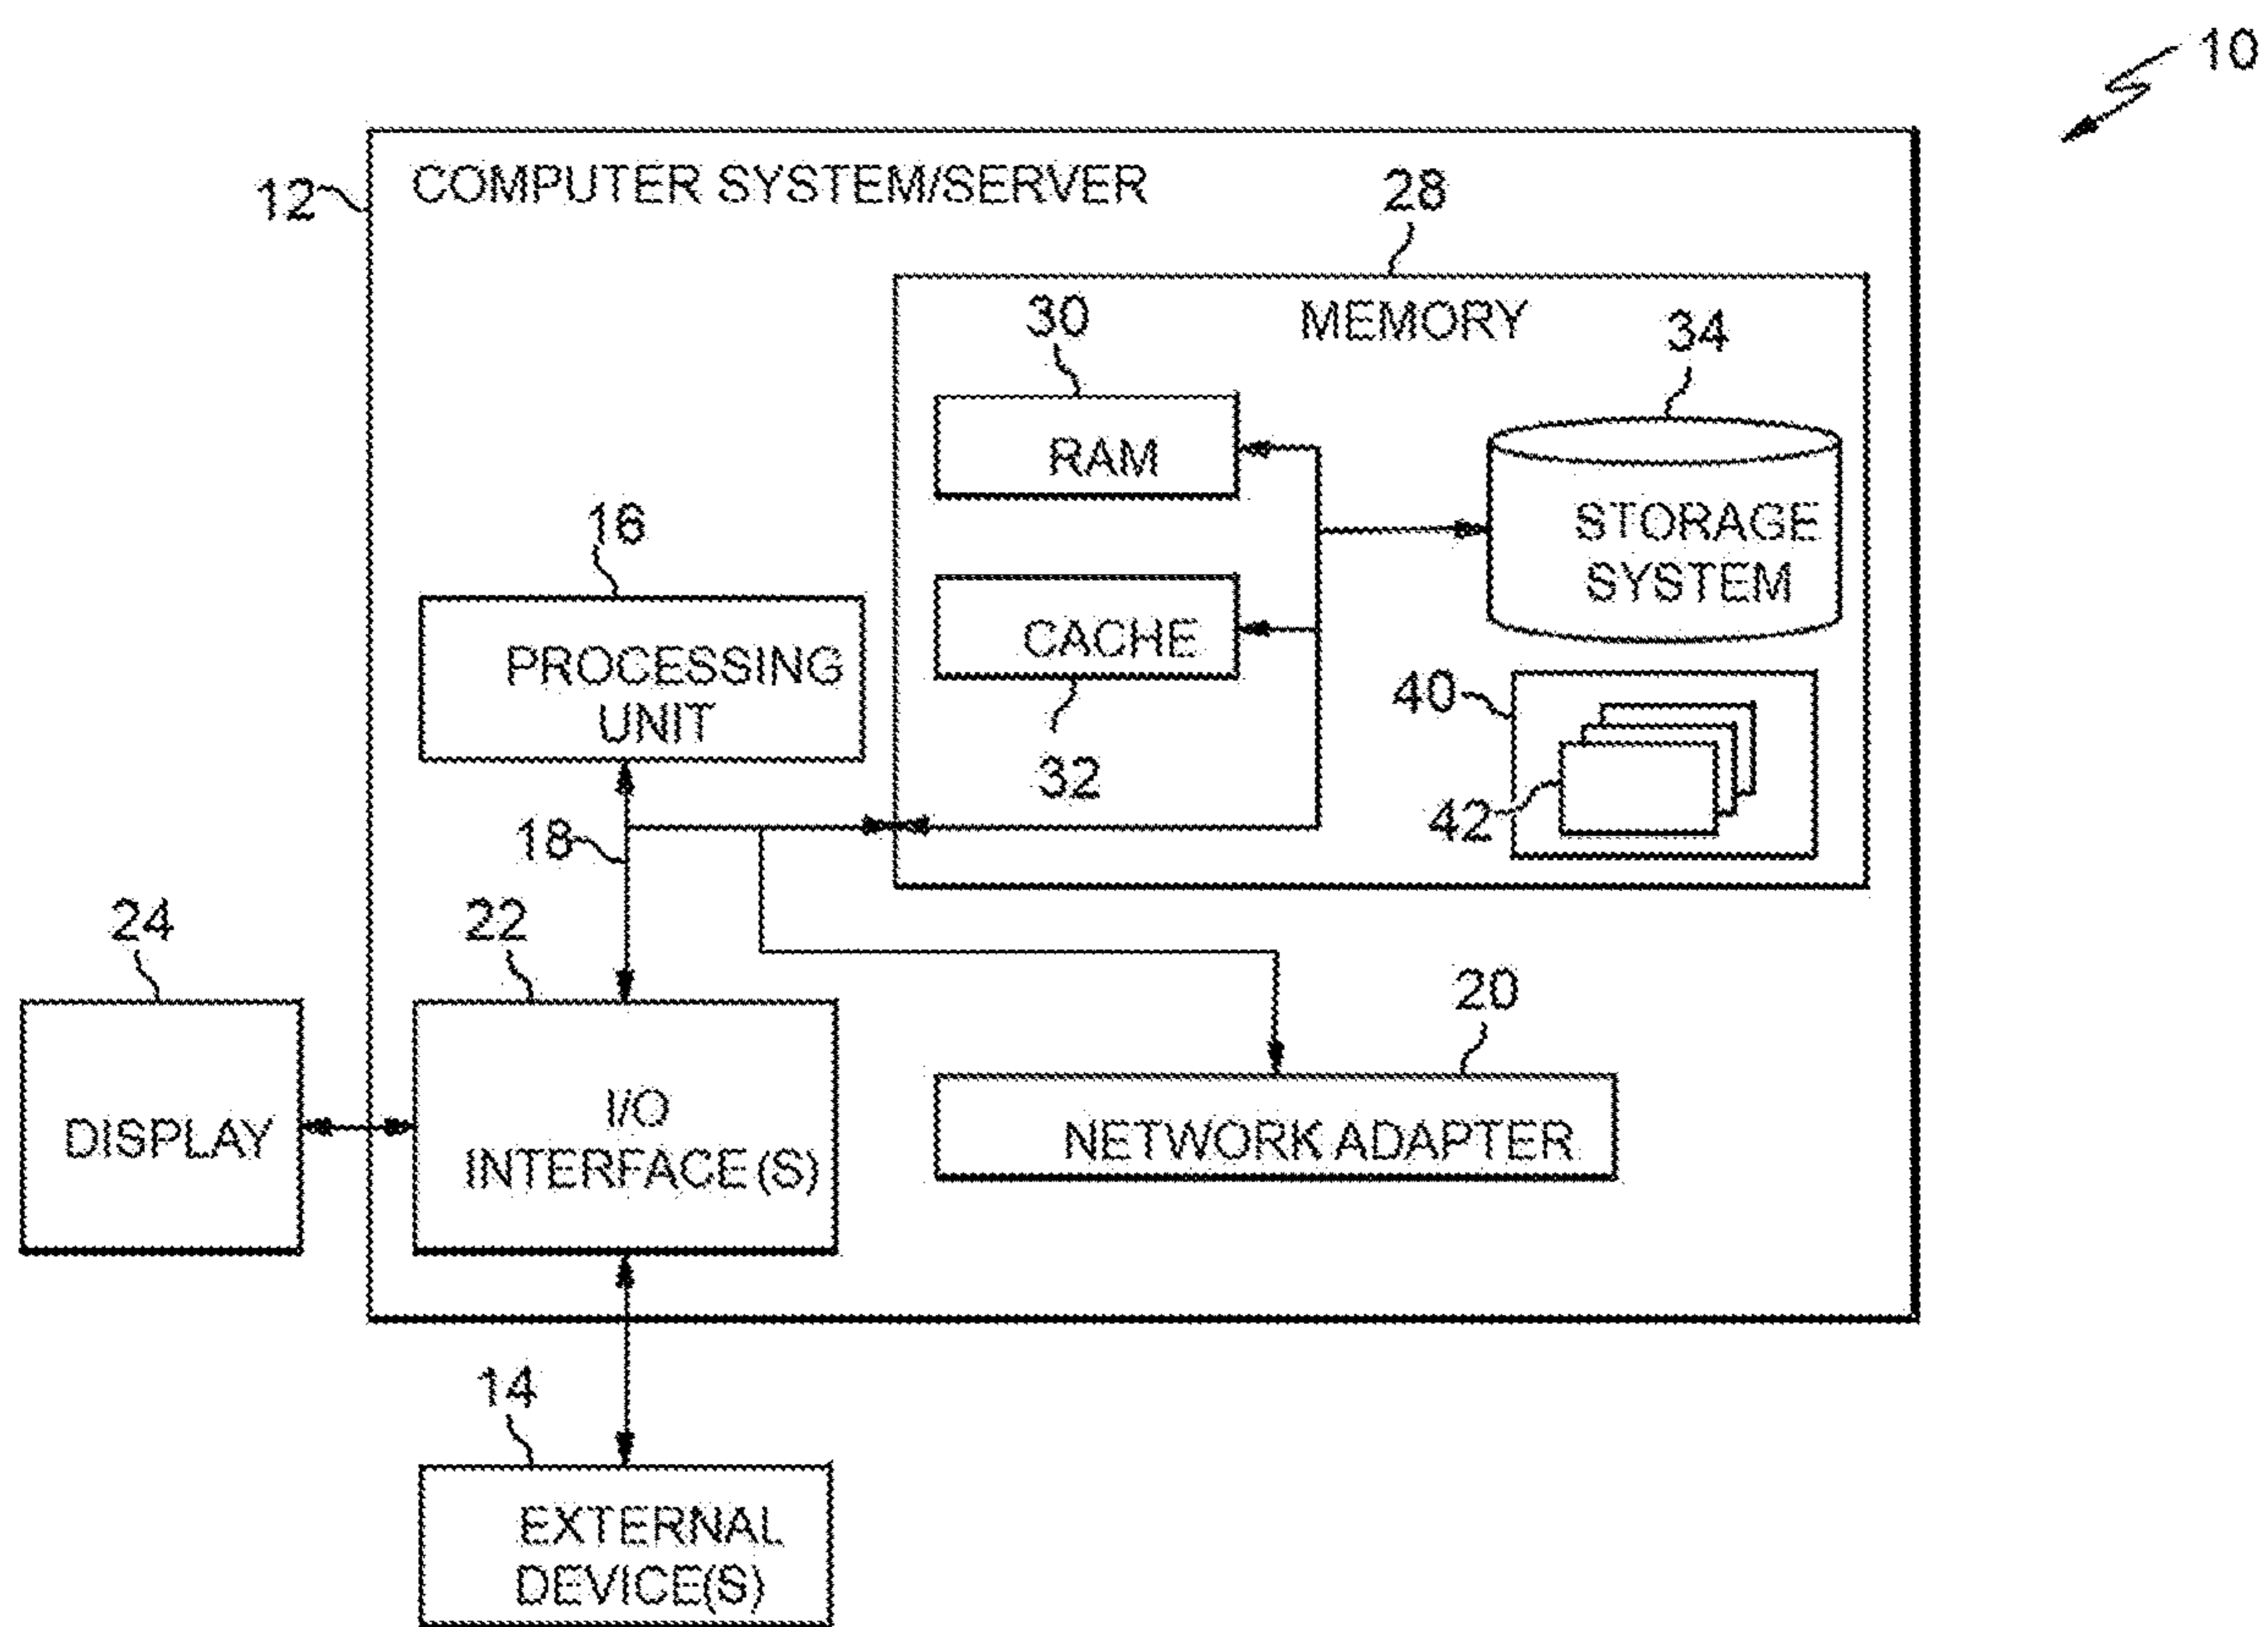 10
12
COMPUTER SYSTEM/SERVER
28
MEMORY
30
34
RAM
STORAGE
SYSTEM
16
CACHE
PROCESSING
UNIT
32
40
42
18
24
22
20
DISPLAY
I/O
INTERFACE(S)
NETWORK ADAPTER
14
EXTERNAL
DEVICE(S)